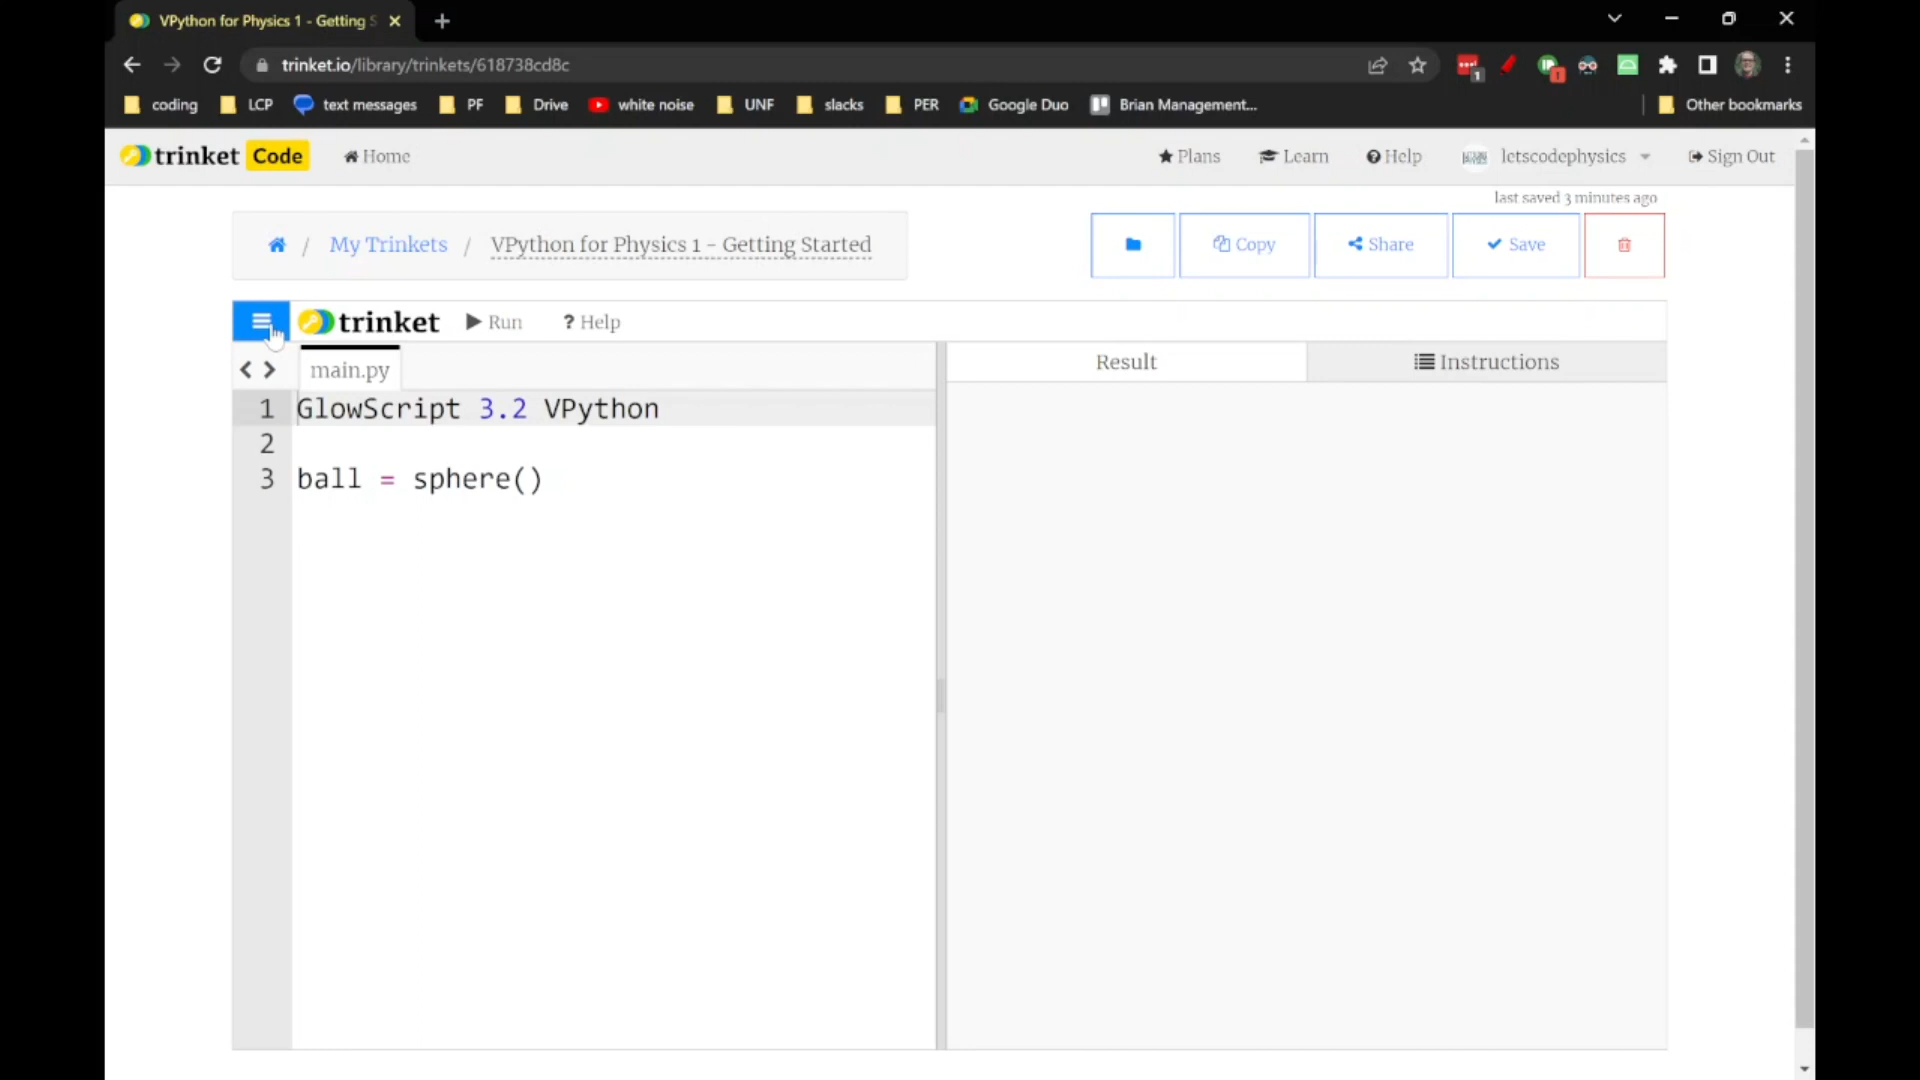 VPython for Physics 1 - Getting
trinket.io/library/trinkets/618738cd8c
1
1
coding LCP text messages PF Drive white noise UNF slacks PER Google Duo Brian Management... Other bookmarks
trinket Code Home Plans Learn Help letscodephysics Sign Out
last saved 3 minutes ago
/ My Trinkets / VPython for Physics 1 - Getting Started Copy Share Save
trinket Run ? Help
main.py Result Instructions
1 GlowScript 3.2 VPython
2
3 ball = sphere()